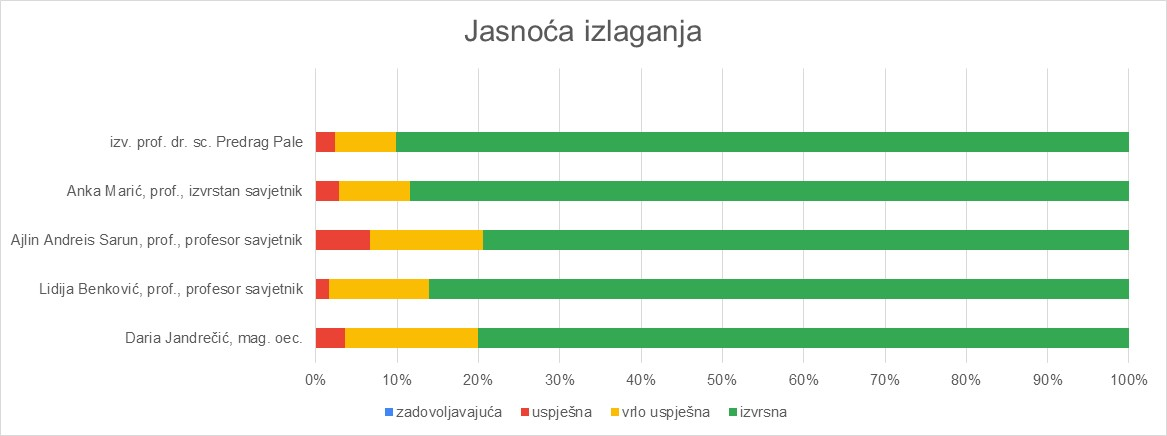 Jasnoća izlaganja
izv. prof. dr. sc. Predrag Pale
Anka Marić, prof., izvrstan savjetnik
Ajlin Andreis Sarun, prof., profesor savjetnik
Lidija Benković, prof., profesor savjetnik
Daria Jandrečić, mag. oec.
0% 10% 20% 30% 40% 50% 60% 70% 80% 90% 100%
zadovoljavajuća uspješna vrlo uspješna izvrsna